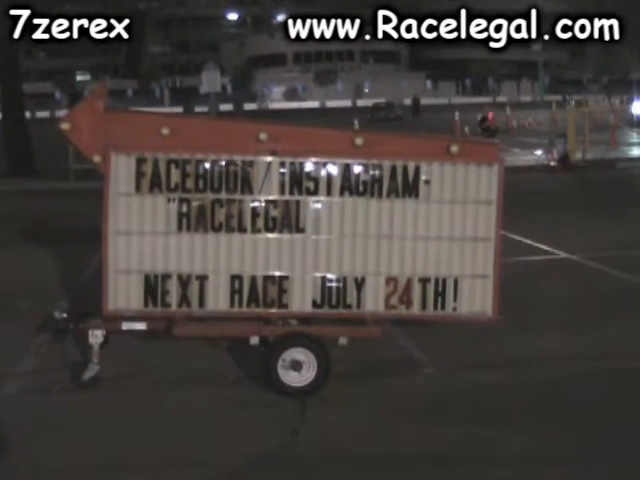 7zerex
www.Racelegal.com
FACEBOOK/INSTAGRAM-
"RACELEGAL
NEXT RACE JULY 24TH!